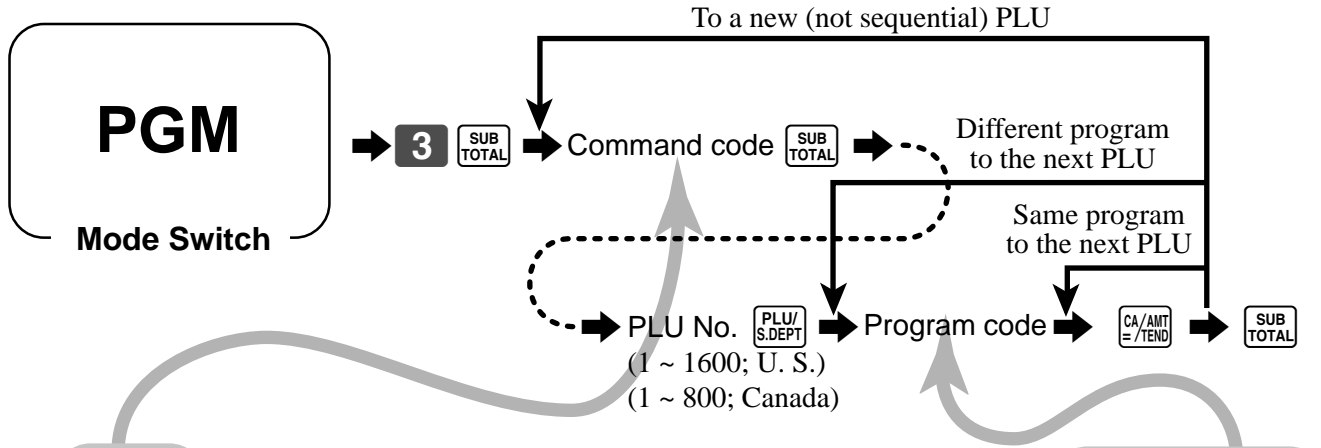 To a new (not sequential) PLU
PGM
Mode Switch
3 SUB TOTAL Command code SUB TOTAL
Different program
to the next PLU
Same program
to the next PLU
PLU No. PLU/ S.DEPT Program code CA/AMT = /TEND SUB TOTAL
(1 ~ 1600; U. S.)
(1 ~ 800; Canada)